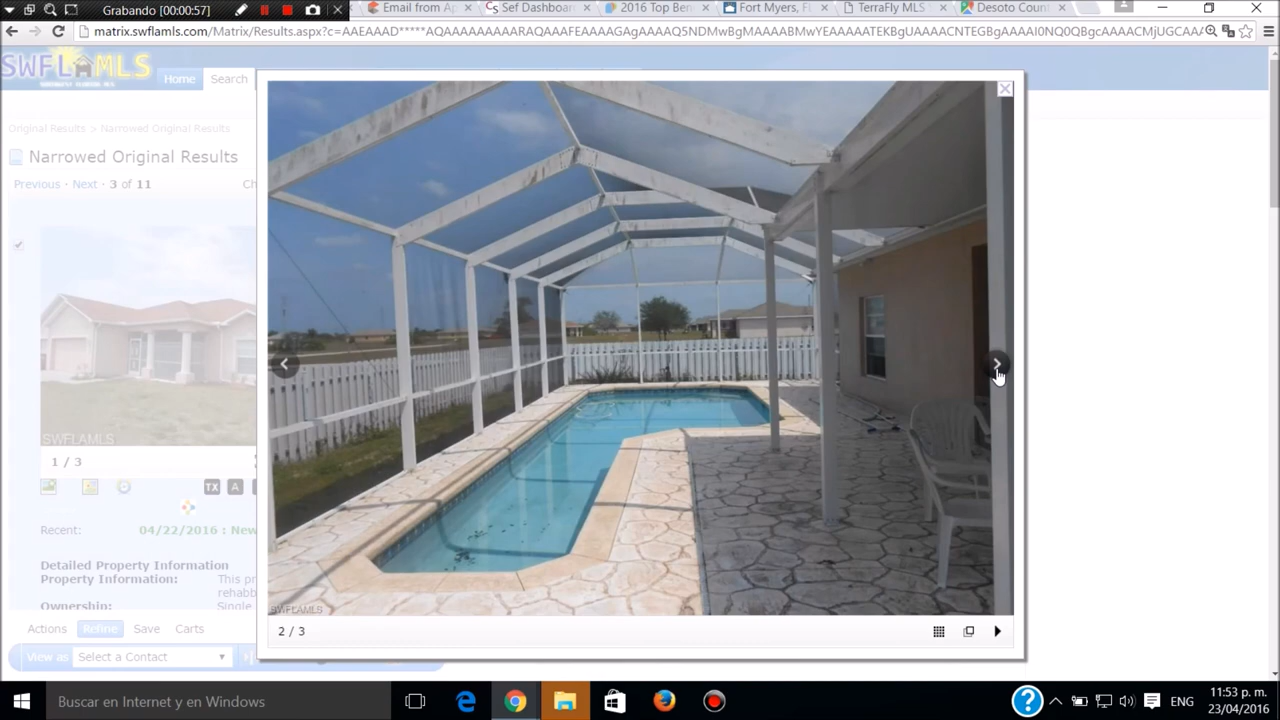 Grabando [00:00:57]
Email from Ap
Sef Dashboar
2016 Top Ben
Fort Myers, FL
TerraFly MLS
Desoto Coun
matrix.swflamls.com/Matrix/Results.aspx?c=AAEAAAD*****AQAAAAAAAAARAQAAAFEAAAAGAgAAAAQ5NDMwBgMAAAABMwYEAAAAATEKBgUAAAACNTEGBgAAAAI0NQ0QBgcAAAACMjUGCAA
SWFLAMLS
Home
Search
Original Results > Narrowed Original Results
Narrowed Original Results
Previous · Next · 3 of 11
Ch
SWFLAMLS
1 / 3
TX A
Recent: 04/22/2016 : New
Detailed Property Information
Property Information: This pr
rehabb
Ownership: Single
Actions Refine Save Carts
View as Select a Contact
SWFLAMLS
2 / 3
Buscar en Internet y en Windows
ENG
11:53 p. m.
23/04/2016